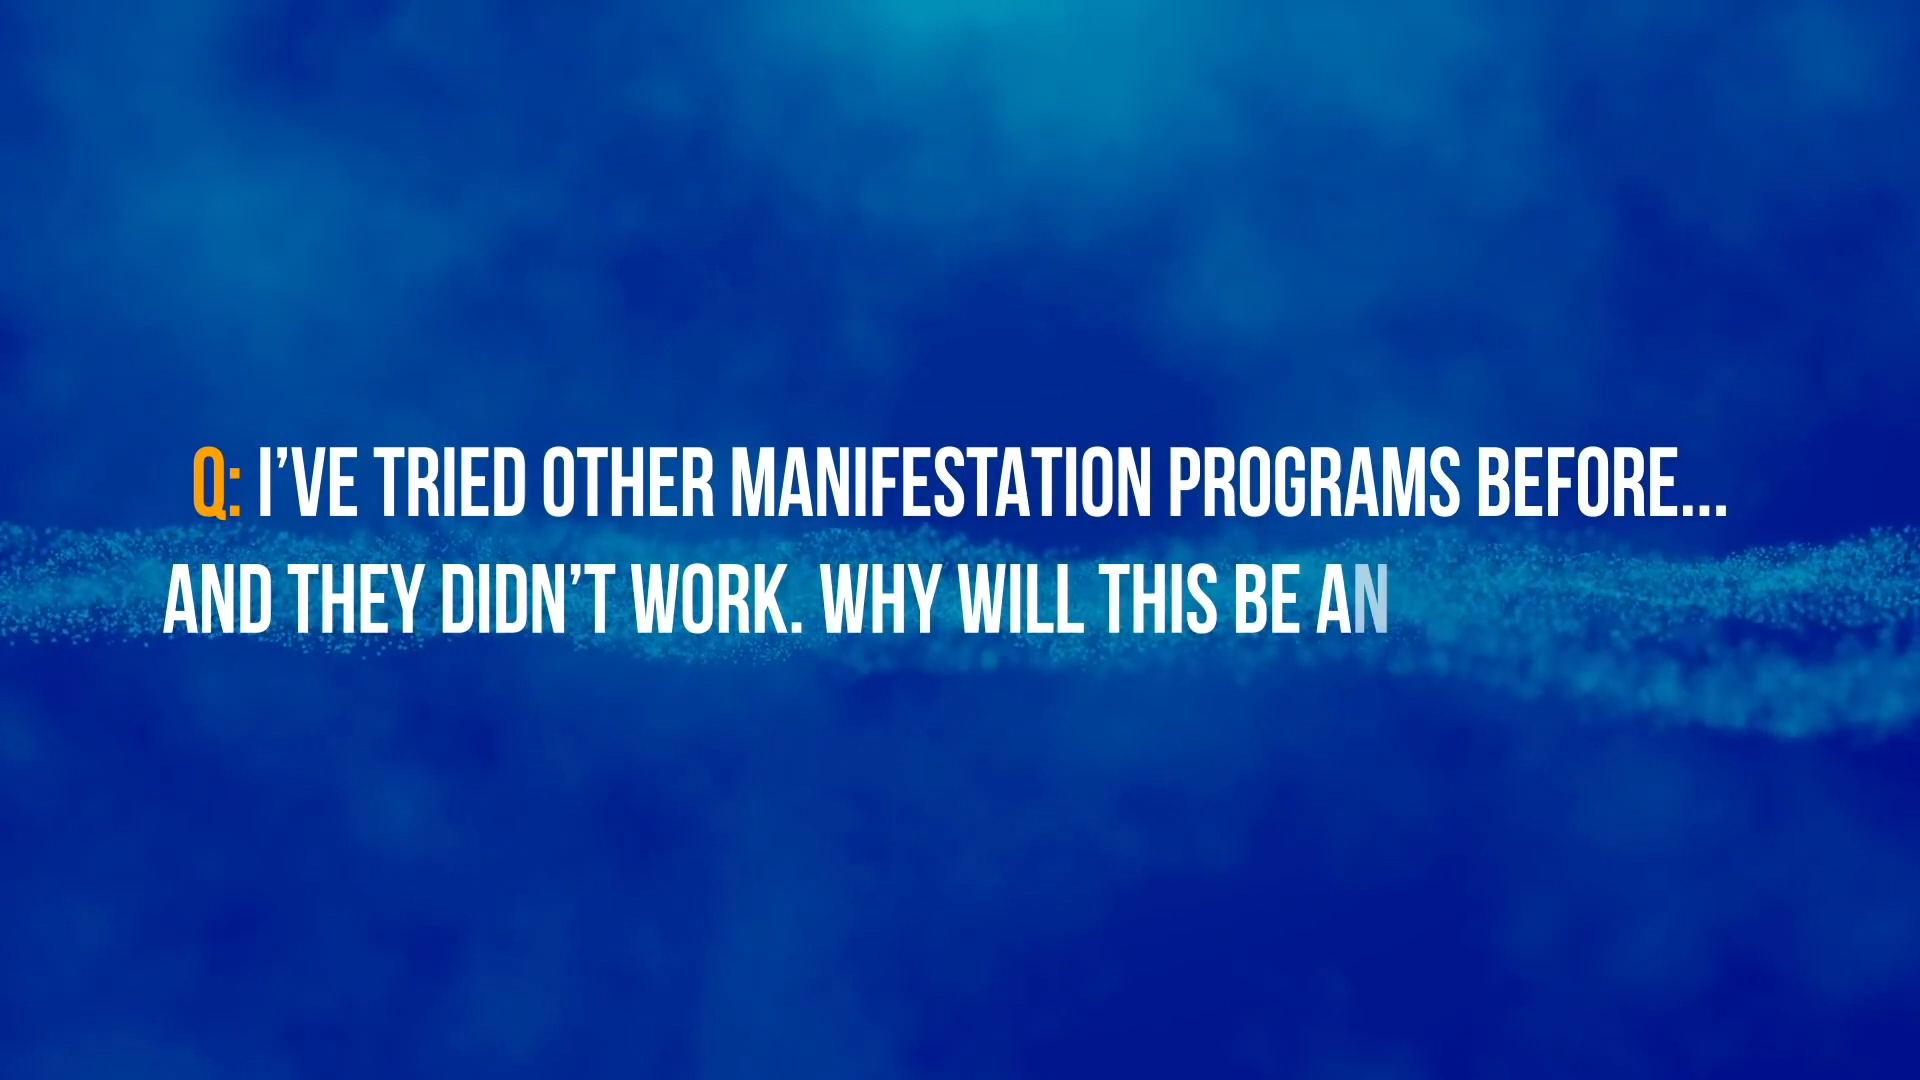 Q: I'VE TRIED OTHER MANIFESTATION PROGRAMS BEFORE...
AND THEY DIDN'T WORK. WHY WILL THIS BE AN